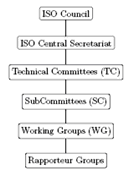 ISO Council
ISO Central Secretariat
Technical Committees (TC)
SubCommittees (SC)
Working Groups (WG)
Rapporteur Groups